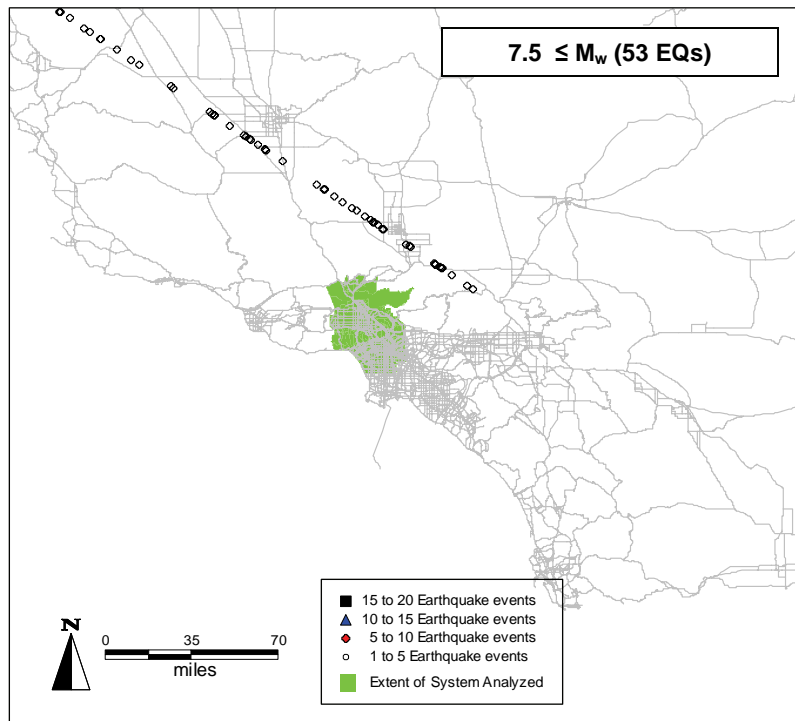 7.5 ≤ Mw (53 EQs)
15 to 20 Earthquake events
10 to 15 Earthquake events
5 to 10 Earthquake events
1 to 5 Earthquake events
Extent of System Analyzed
N
0 35 70
miles